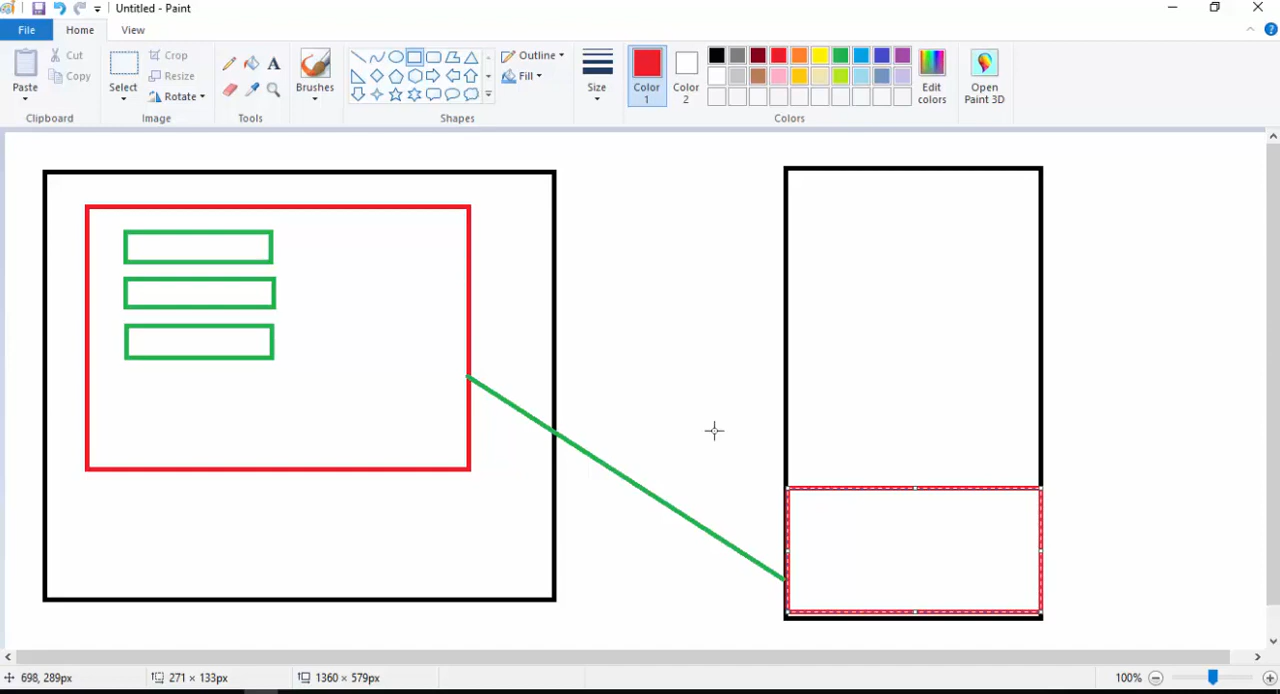 Untitled - Paint
File
Home
View
Paste
Cut
Copy
Clipboard
Select
Crop
Resize
Rotate
Image
A
Tools
Brushes
Outline
Fill
Shapes
Size
Color
1
Color
2
Edit
colors
Colors
Open
Paint 3D
698, 289px
271 × 133px
1360 × 579px
100%